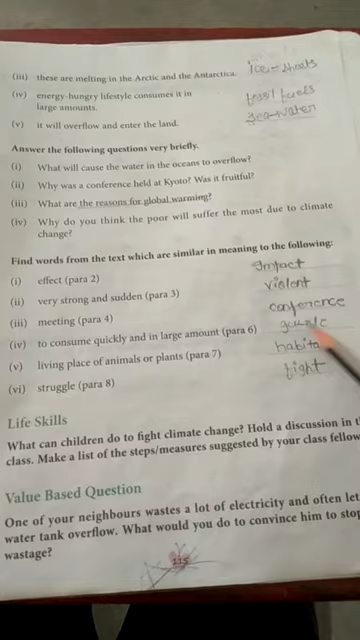 (iii) these are melting in the Arctic and the Antarctica. ice-sheets
(iv) energy-hungry lifestyle consumes it in fossil fuels
large amounts.
(v) it will overflow and enter the land. sea-water
Answer the following questions very briefly.
(i) What will cause the water in the oceans to overflow?
(ii) Why was a conference held at Kyoto? Was it fruitful?
(iii) What are the reasons for global warming?
(iv) Why do you think the poor will suffer the most due to climate
change?
Find words from the text which are similar in meaning to the following:
(i) effect (para 2) Impact
(ii) very strong and sudden (para 3) violent
(iii) meeting (para 4) conference
(iv) to consume quickly and in large amount (para 6)
(v) living place of animals or plants (para 7) habita
(vi) struggle (para 8) fight
Life Skills
What can children do to fight climate change? Hold a discussion in t
class. Make a list of the steps/measures suggested by your class fellow
Value Based Question
One of your neighbours wastes a lot of electricity and often let
water tank overflow. What would you do to convince him to stop
wastage?